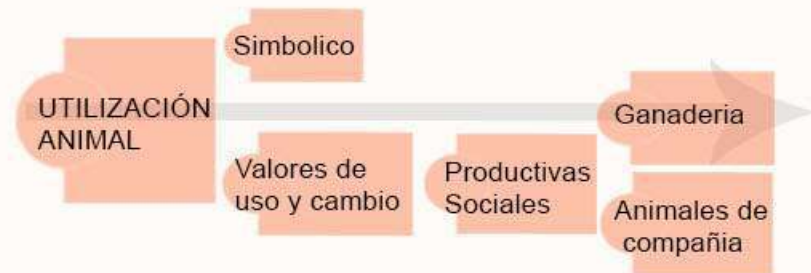 UTILIZACIÓN
ANIMAL
Simbolico
Valores de
uso y cambio
Productivas
Sociales
Ganaderia
Animales de
compañia